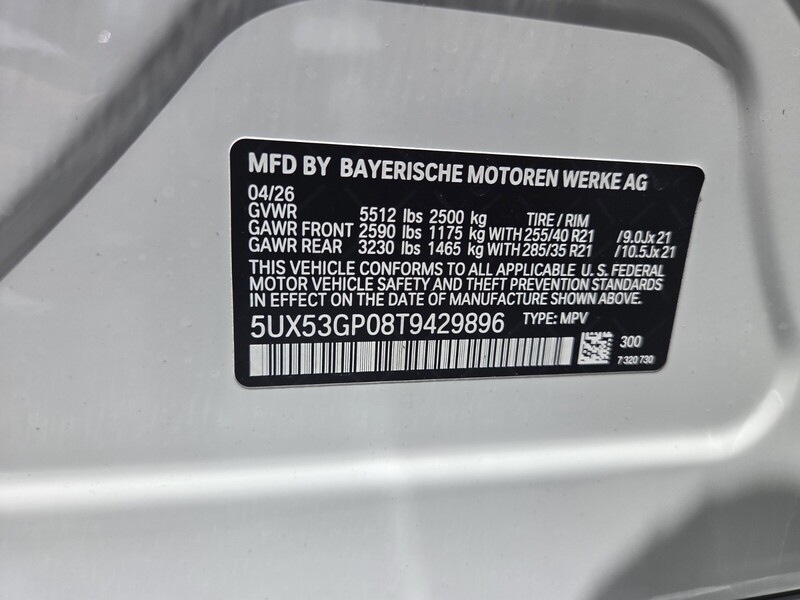 MFD BY BAYERISCHE MOTOREN WERKE AG
04/26
GVWR 5512 lbs 2500 kg TIRE / RIM
GAWR FRONT 2590 lbs 1175 kg WITH 255/40 R21 /9.0Jx21
GAWR REAR 3230 lbs 1465 kg WITH 285/35 R21 /10.5Jx21
THIS VEHICLE CONFORMS TO ALL APPLICABLE U.S. FEDERAL
MOTOR VEHICLE SAFETY AND THEFT PREVENTION STANDARDS
IN EFFECT ON THE DATE OF MANUFACTURE SHOWN ABOVE.
5UX53GP08T9429896 TYPE: MPV
300
7 320 730